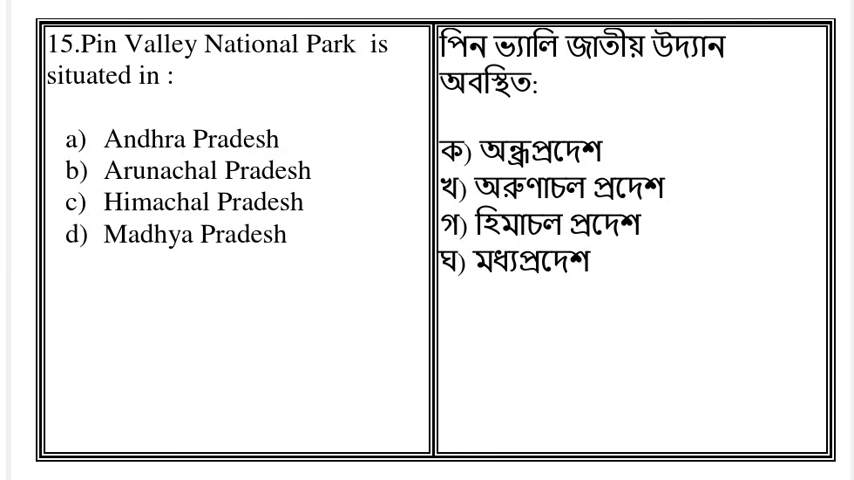 15.Pin Valley National Park is
situated in :
a) Andhra Pradesh
b) Arunachal Pradesh
c) Himachal Pradesh
d) Madhya Pradesh
পিন ভ্যালি জাতীয় উদ্যান
অবস্থিত:
ক) অন্ধ্রপ্রদেশ
খ) অরুণাচল প্রদেশ
গ) হিমাচল প্রদেশ
ঘ) মধ্যপ্রদেশ